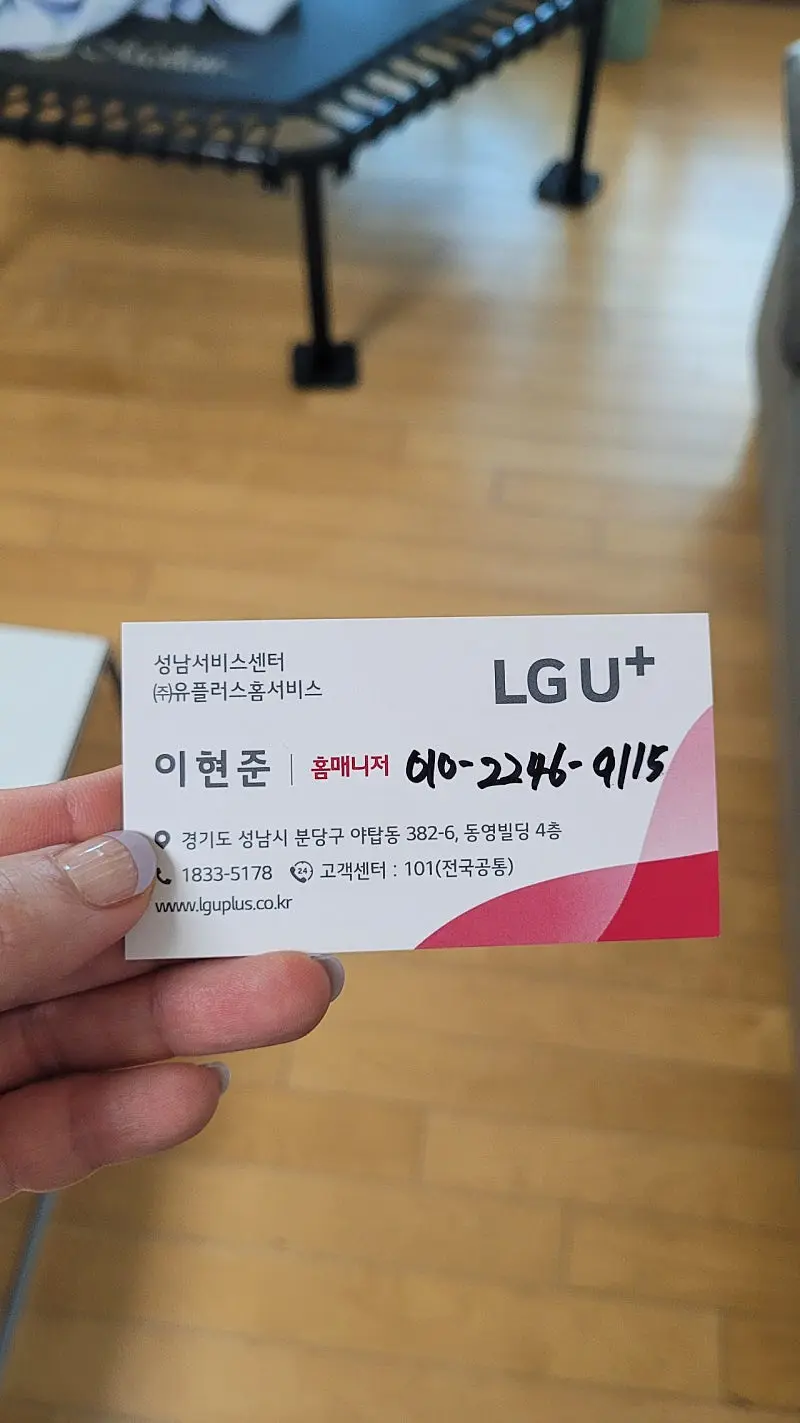 성남서비스센터
㈜유플러스홈서비스
LG U+
이현준 | 홈매니저 010-2246-9115
경기도 성남시 분당구 야탑동 382-6, 동영빌딩 4층
1833-5178 24 고객센터 : 101(전국공통)
www.lguplus.co.kr